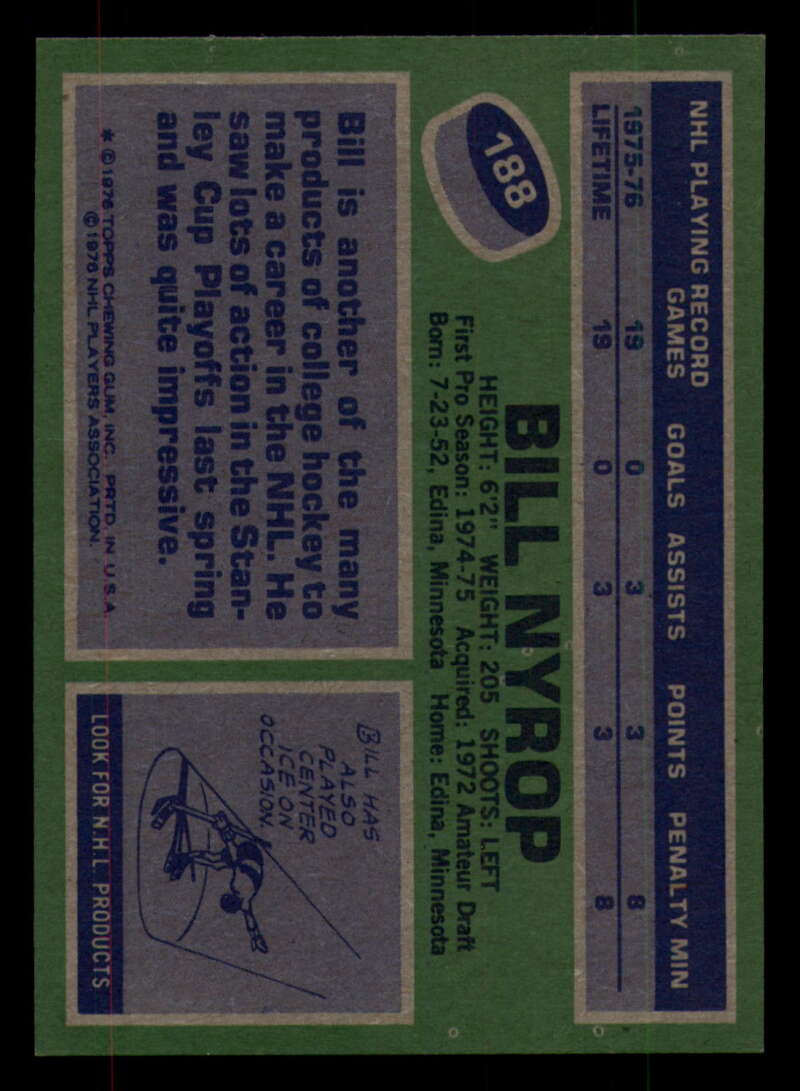 NHL PLAYING RECORD
GAMES GOALS ASSISTS POINTS PENALTY MIN
1975-76 19 0 3 3 8
LIFETIME 19 0 3 3 8
188
BILL NYROP
HEIGHT: 6'2" WEIGHT: 205 SHOOTS: LEFT
First Pro Season: 1974-75 Acquired: 1972 Amateur Draft
Born: 7-23-52, Edina, Minnesota Home: Edina, Minnesota
Bill is another of the many
products of college hockey to
make a career in the NHL. He
saw lots of action in the Stan-
ley Cup Playoffs last spring
and was quite impressive.
* © 1976 TOPPS CHEWING GUM, INC. PRTD. IN U.S.A.
© 1976 NHL PLAYERS ASSOCIATION.
BILL HAS
ALSO
PLAYED
CENTER
ICE ON
OCCASION.
LOOK FOR N.H.L. PRODUCTS